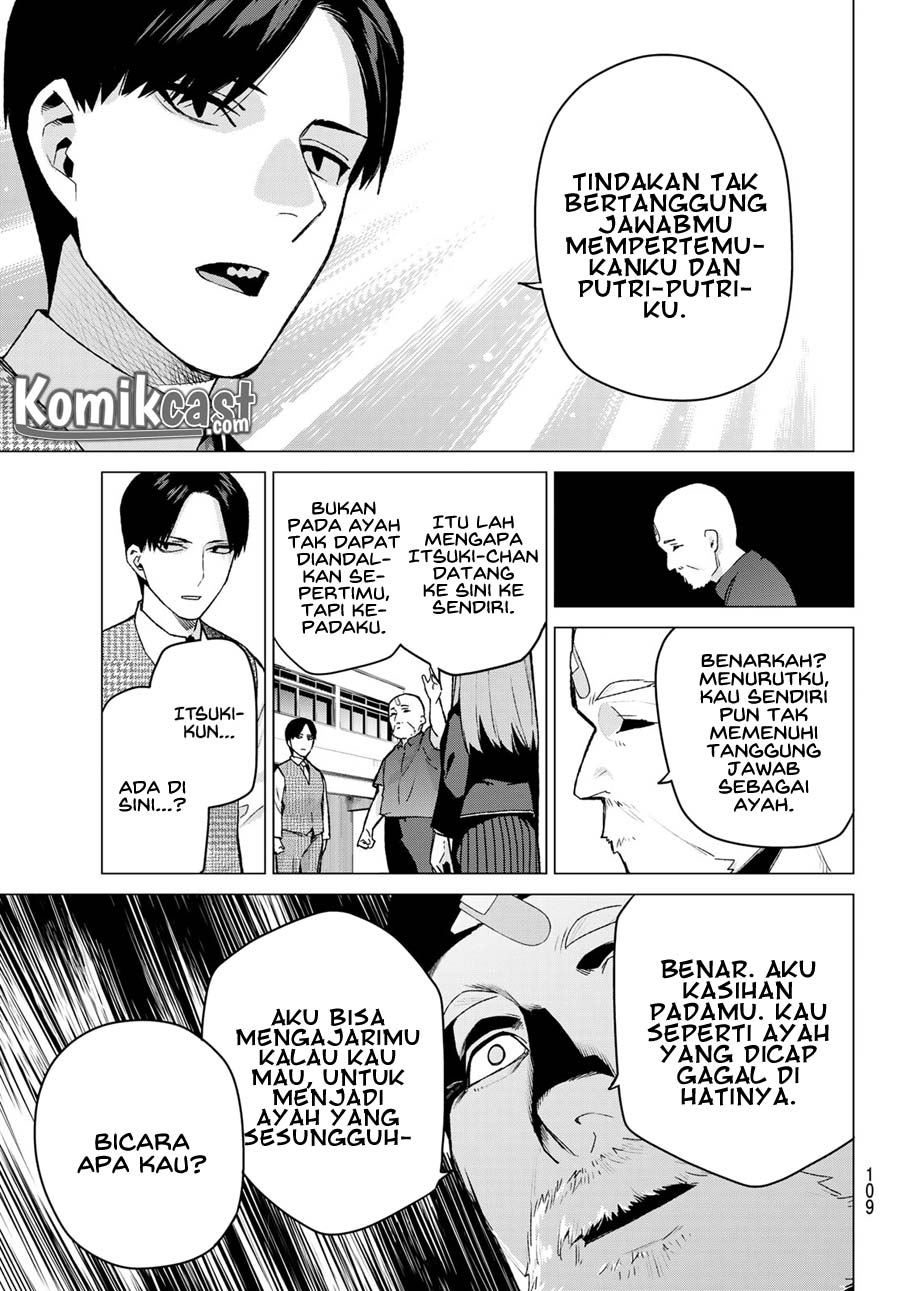 TINDAKAN TAK
BERTANGGUNG
JAWABMU
MEMPERTEMU-
KANKU DAN
PUTRI-PUTRI-
KU.
Komikcast
.com
BENARKAH?
MENURUTKU,
KAU SENDIRI
PUN TAK
MEMENUHI
TANGGUNG
JAWAB
SEBAGAI
AYAH.
ITU LAH
MENGAPA
ITSUKI-CHAN
DATANG
KE SINI KE
SENDIRI.
BUKAN
PADA AYAH
TAK DAPAT
DIANDAL-
KAN SE-
PERTIMU,
TAPI KE-
PADAKU.
ITSUKI-
KUN...
ADA DI
SINI...?
BENAR. AKU
KASIHAN
PADAMU. KAU
SEPERTI AYAH
YANG DICAP
GAGAL DI
HATINYA.
AKU BISA
MENGAJARIMU
KALAU KAU
MAU, UNTUK
MENJADI
AYAH YANG
SESUNGGUH-
BICARA
APA KAU?
109